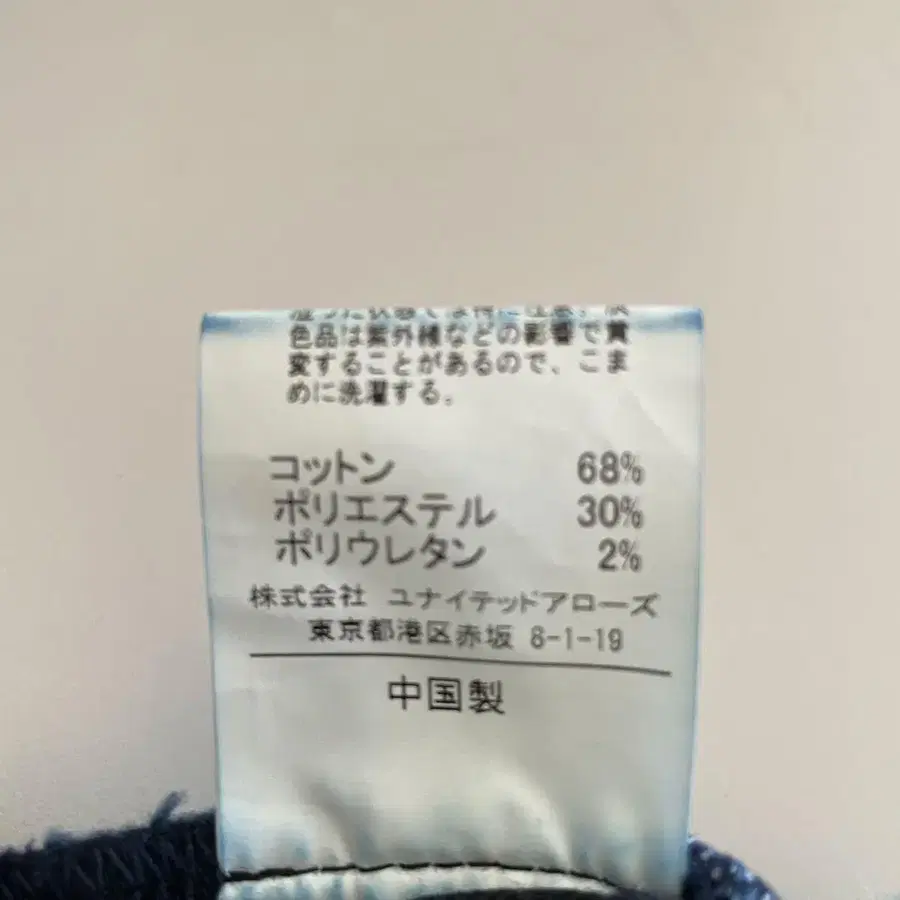 色品は紫外線などの影響で黄
変することがあるので、こま
めに洗濯する。
コットン 68%
ポリエステル 30%
ポリウレタン 2%
株式会社 ユナイテッドアローズ
東京都港区赤坂 8-1-19
中国製